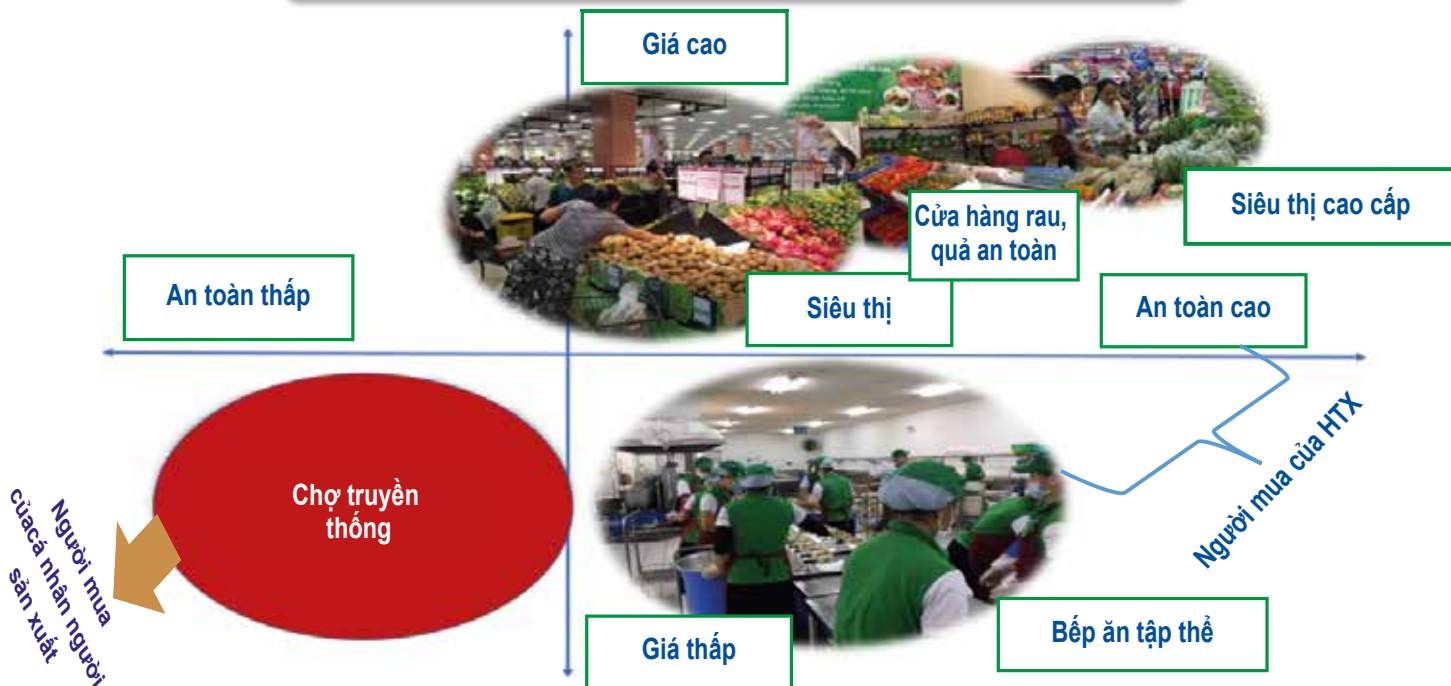 Giá cao
Siêu thị cao cấp
Cửa hàng rau,
quả an toàn
An toàn thấp
Siêu thị
An toàn cao
Người mua của HTX
Chợ truyền
thống
Người mua
củacá nhân người
sản xuất
Giá thấp
Bếp ăn tập thể